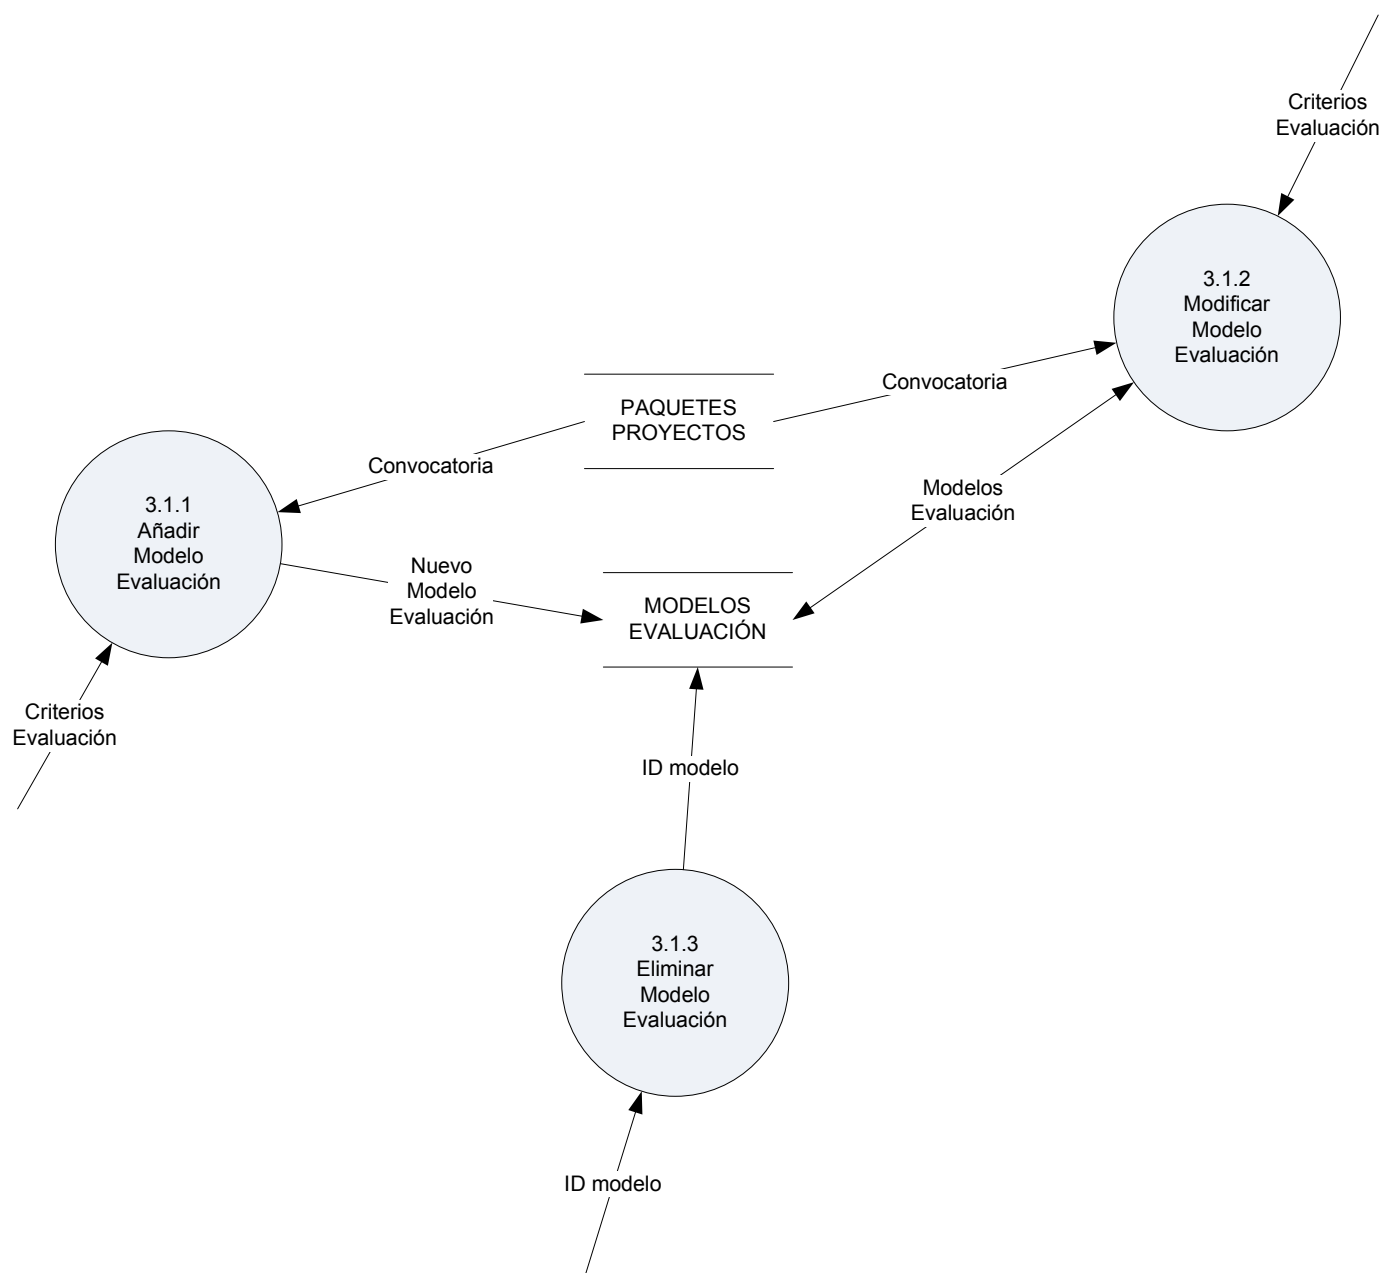 Criterios
Evaluación
3.1.2
Modificar
Modelo
Evaluación
Convocatoria
PAQUETES
PROYECTOS
Convocatoria
Modelos
Evaluación
3.1.1
Añadir
Modelo
Evaluación
Nuevo
Modelo
Evaluación
MODELOS
EVALUACIÓN
Criterios
Evaluación
ID modelo
3.1.3
Eliminar
Modelo
Evaluación
ID modelo